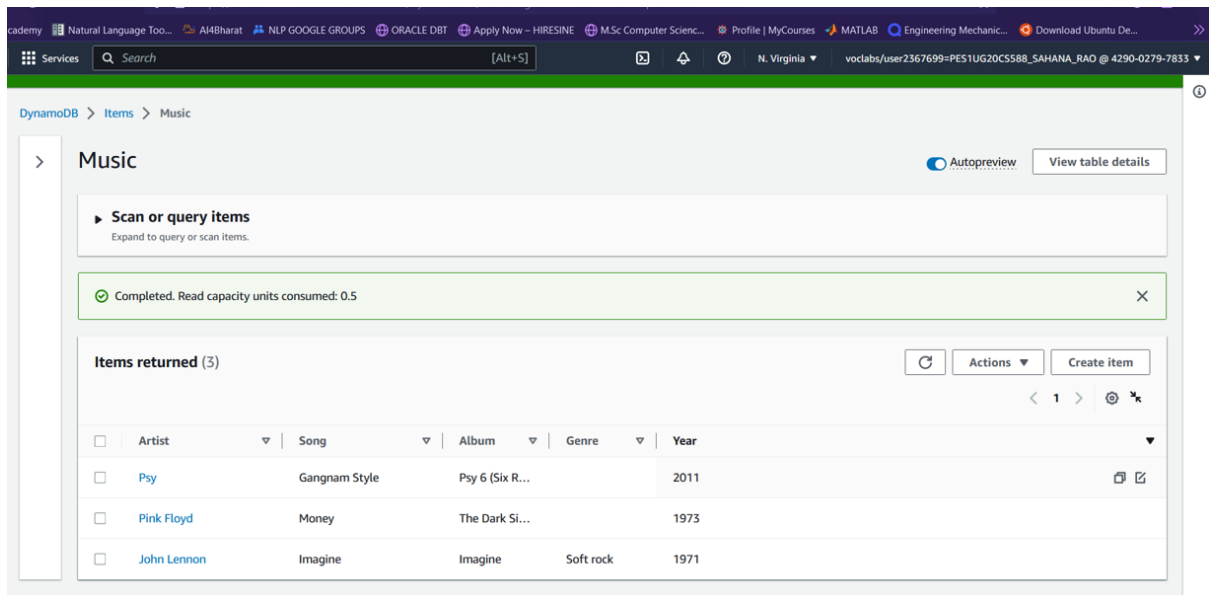 cademy Natural Language Too... AI4Bharat NLP GOOGLE GROUPS ORACLE DBT Apply Now – HIRESINE M.Sc Computer Scienc... Profile | MyCourses MATLAB Engineering Mechanic... Download Ubuntu De...
Services Search [Alt+S] N. Virginia voclabs/user2367699=PES1UG20CS588_SAHANA_RAO @ 4290-0279-7833
DynamoDB > Items > Music
Music Autopreview View table details
Scan or query items
Expand to query or scan items.
Completed. Read capacity units consumed: 0.5
Items returned (3) Actions Create item
1
Artist Song Album Genre Year
Psy Gangnam Style Psy 6 (Six R... 2011
Pink Floyd Money The Dark Si... 1973
John Lennon Imagine Imagine Soft rock 1971